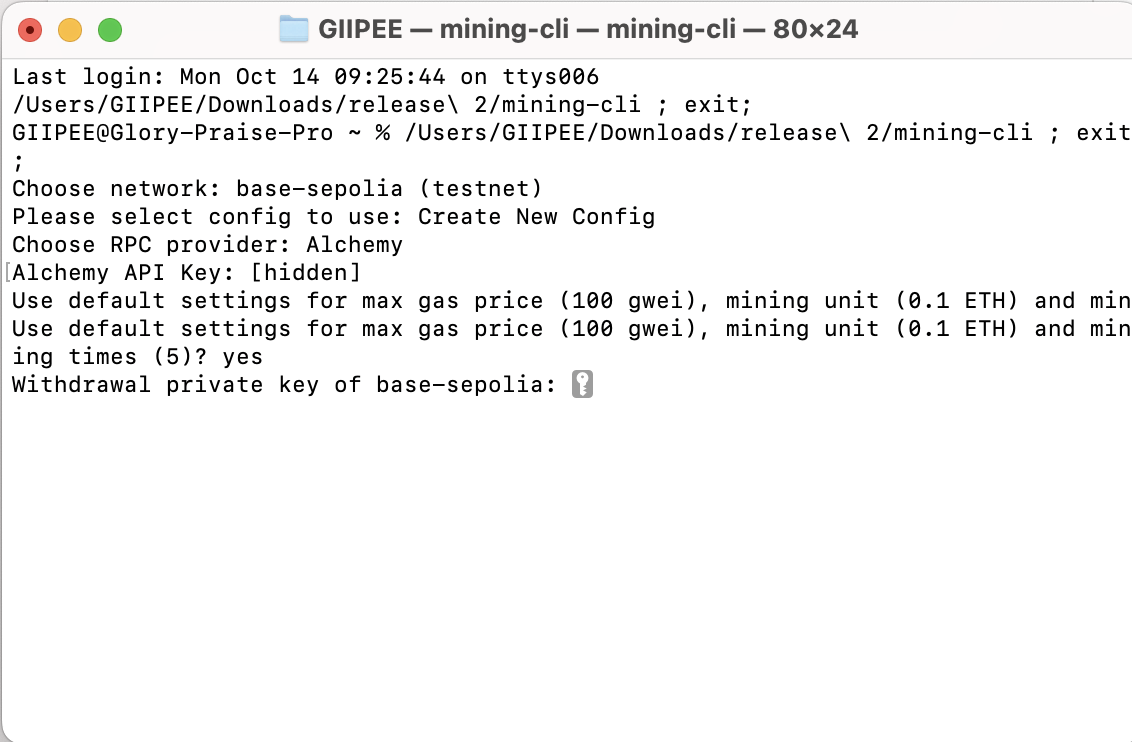 GIIPEE — mining-cli — mining-cli — 80×24
Last login: Mon Oct 14 09:25:44 on ttys006
/Users/GIIPEE/Downloads/release\ 2/mining-cli ; exit;
GIIPEE@Glory-Praise-Pro ~ % /Users/GIIPEE/Downloads/release\ 2/mining-cli ; exit
;
Choose network: base-sepolia (testnet)
Please select config to use: Create New Config
Choose RPC provider: Alchemy
[Alchemy API Key: [hidden]
Use default settings for max gas price (100 gwei), mining unit (0.1 ETH) and min
Use default settings for max gas price (100 gwei), mining unit (0.1 ETH) and min
ing times (5)? yes
Withdrawal private key of base-sepolia: